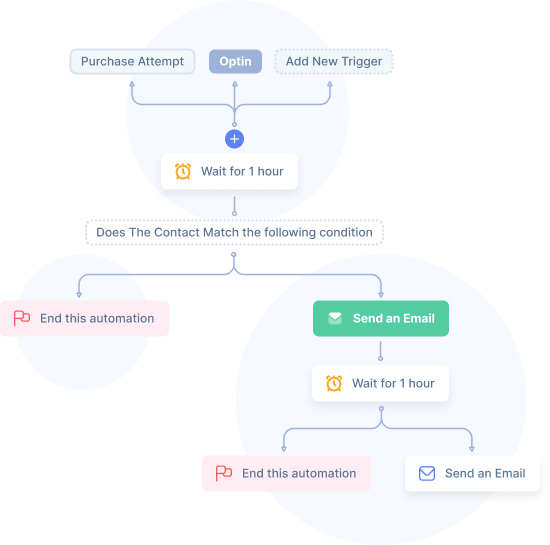 Purchase Attempt
Optin
Add New Trigger
Wait for 1 hour
Does The Contact Match the following condition
End this automation
Send an Email
Wait for 1 hour
End this automation
Send an Email